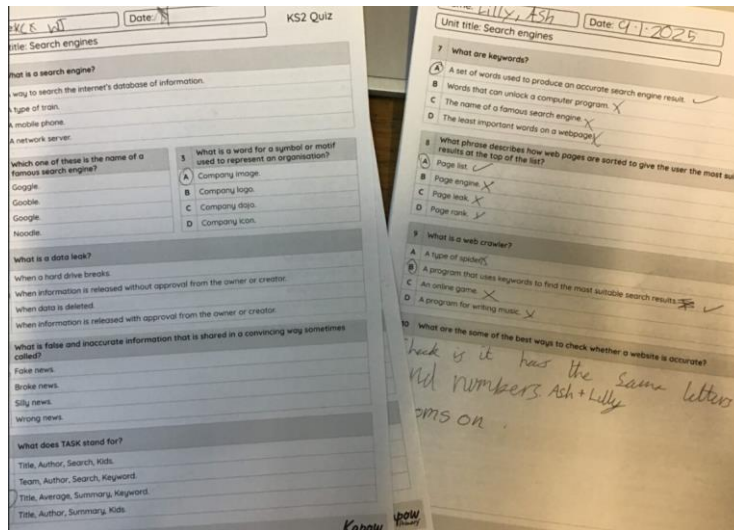 Date:
KS2 Quiz
title: Search engines
What is a search engine?
way to search the internet's database of information.
A type of train.
A mobile phone.
A network server.
Which one of these is the name of a
famous search engine?
Goggle.
Gooble.
Google.
Noodle.
3 What is a word for a symbol or motif
used to represent an organisation?
A Company image.
B Company logo.
C Company dojo.
D Company icon.
What is a data leak?
When a hard drive breaks.
When information is released without approval from the owner or creator.
When data is deleted.
When information is released with approval from the owner or creator.
What is false and inaccurate information that is shared in a convincing way sometimes
called?
Fake news.
Broke news.
Silly news.
Wrong news.
What does TASK stand for?
Title, Author, Search, Kids.
Team, Author, Search, Keyword.
Title, Average, Summary, Keyword.
Title, Author, Summary, Kids.
Kapow
pow
Lilly, Ash
Date: 9.1.2025
Unit title: Search engines
7 What are keywords?
A A set of words used to produce an accurate search engine result.
B Words that can unlock a computer program.
C The name of a famous search engine.
D The least important words on a webpage.
8 What phrase describes how web pages are sorted to give the user the most
results at the top of the list?
A Page list.
B Page engine.
C Page leak.
D Page rank.
9 What is a web crawler?
A A type of spider.
B A program that uses keywords to find the most suitable search results.
C An online game.
D A program for writing music.
10 What are the some of the best ways to check whether a website is accurate?
it has the same letters
numbers Ash + Lilly
on.